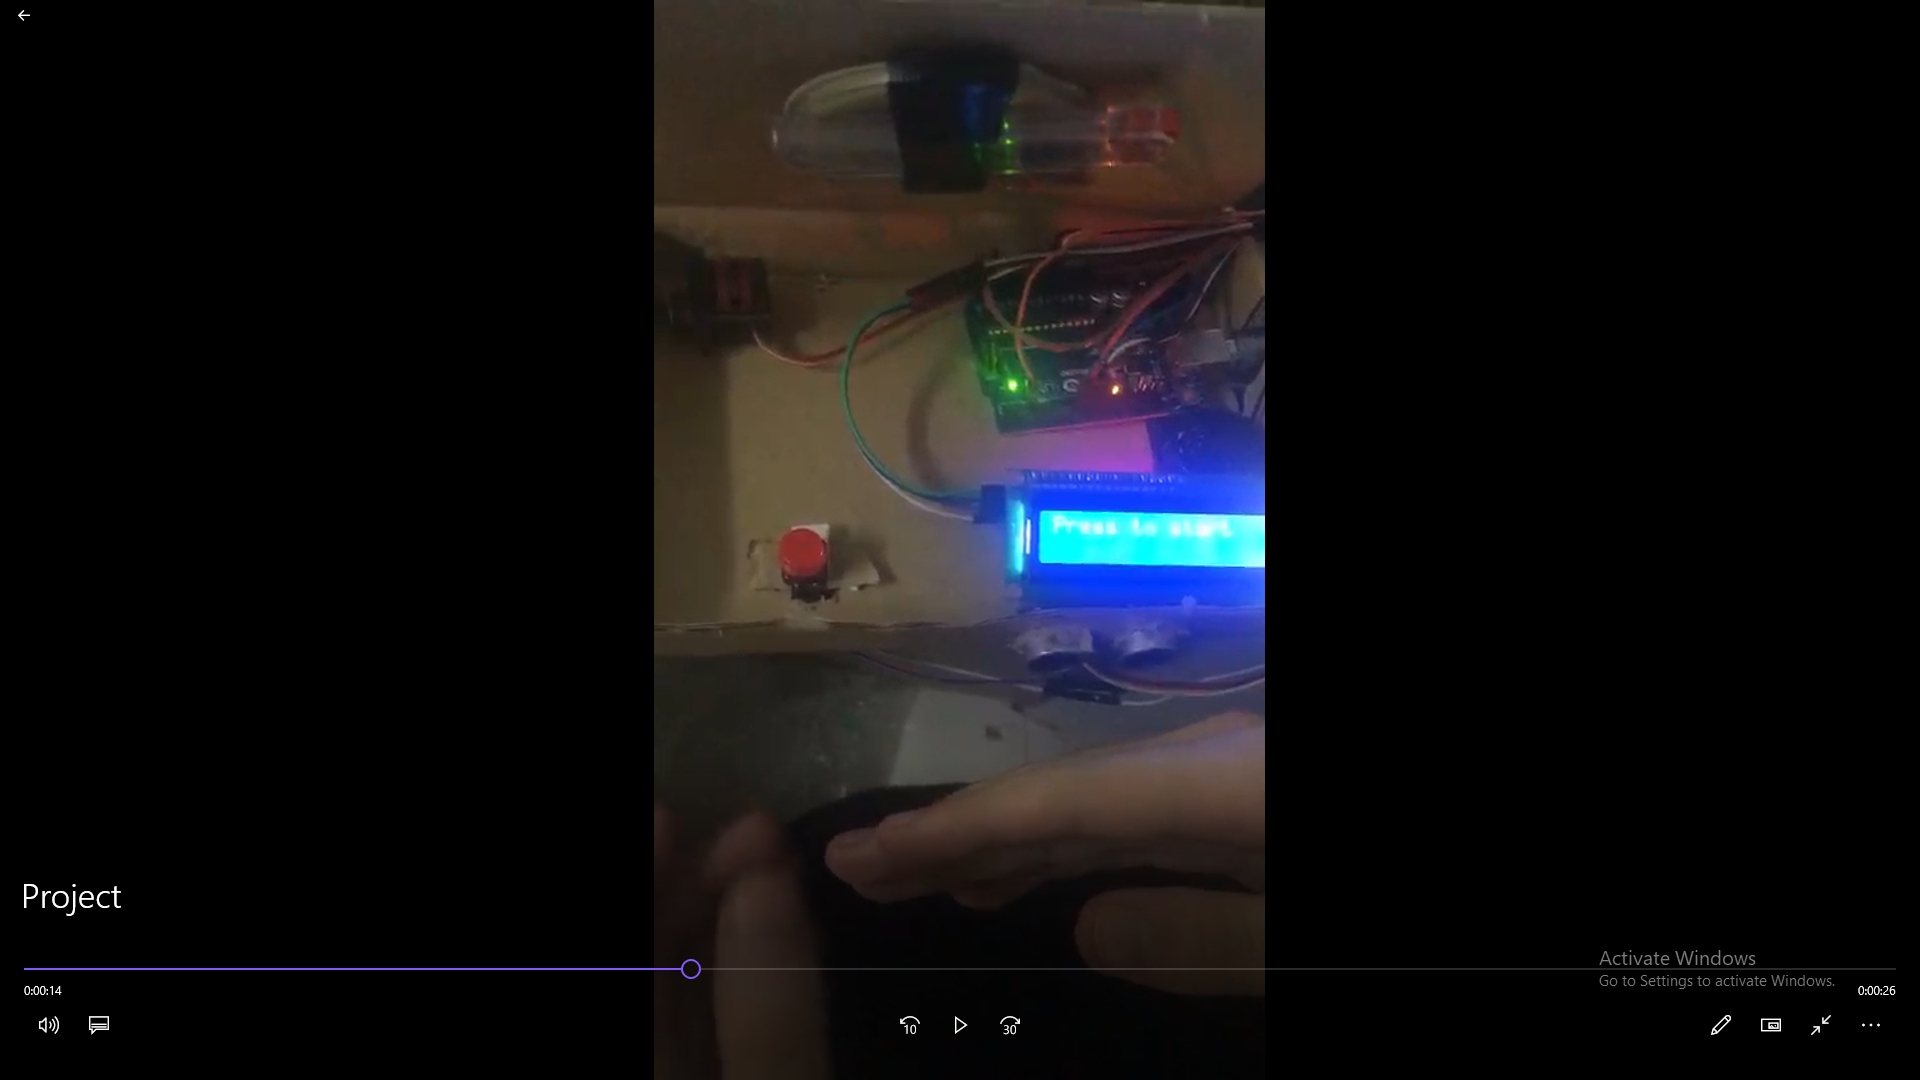 Press to start
Project
Activate Windows
Go to Settings to activate Windows.
0:00:14
0:00:26
10
30